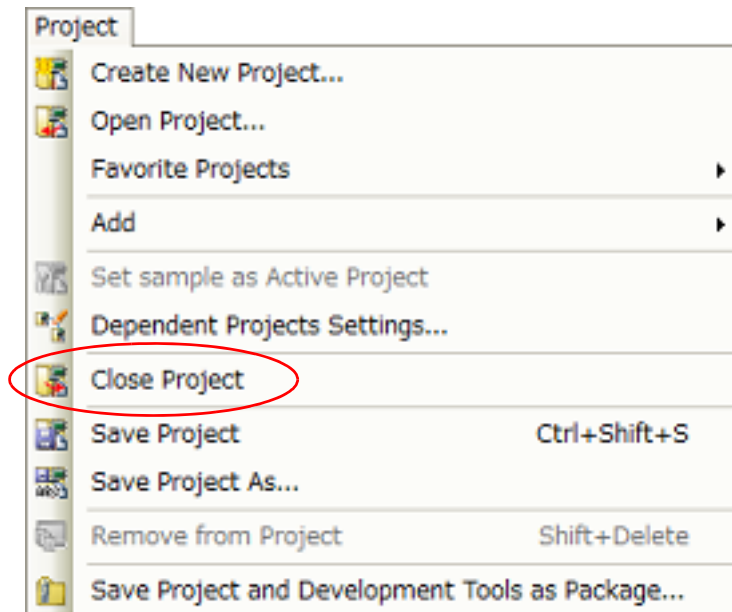 Project
Create New Project...
Open Project...
Favorite Projects
Add
Set sample as Active Project
Dependent Projects Settings...
Close Project
Save Project Ctrl+Shift+S
Save Project As...
Remove from Project Shift+Delete
Save Project and Development Tools as Package...